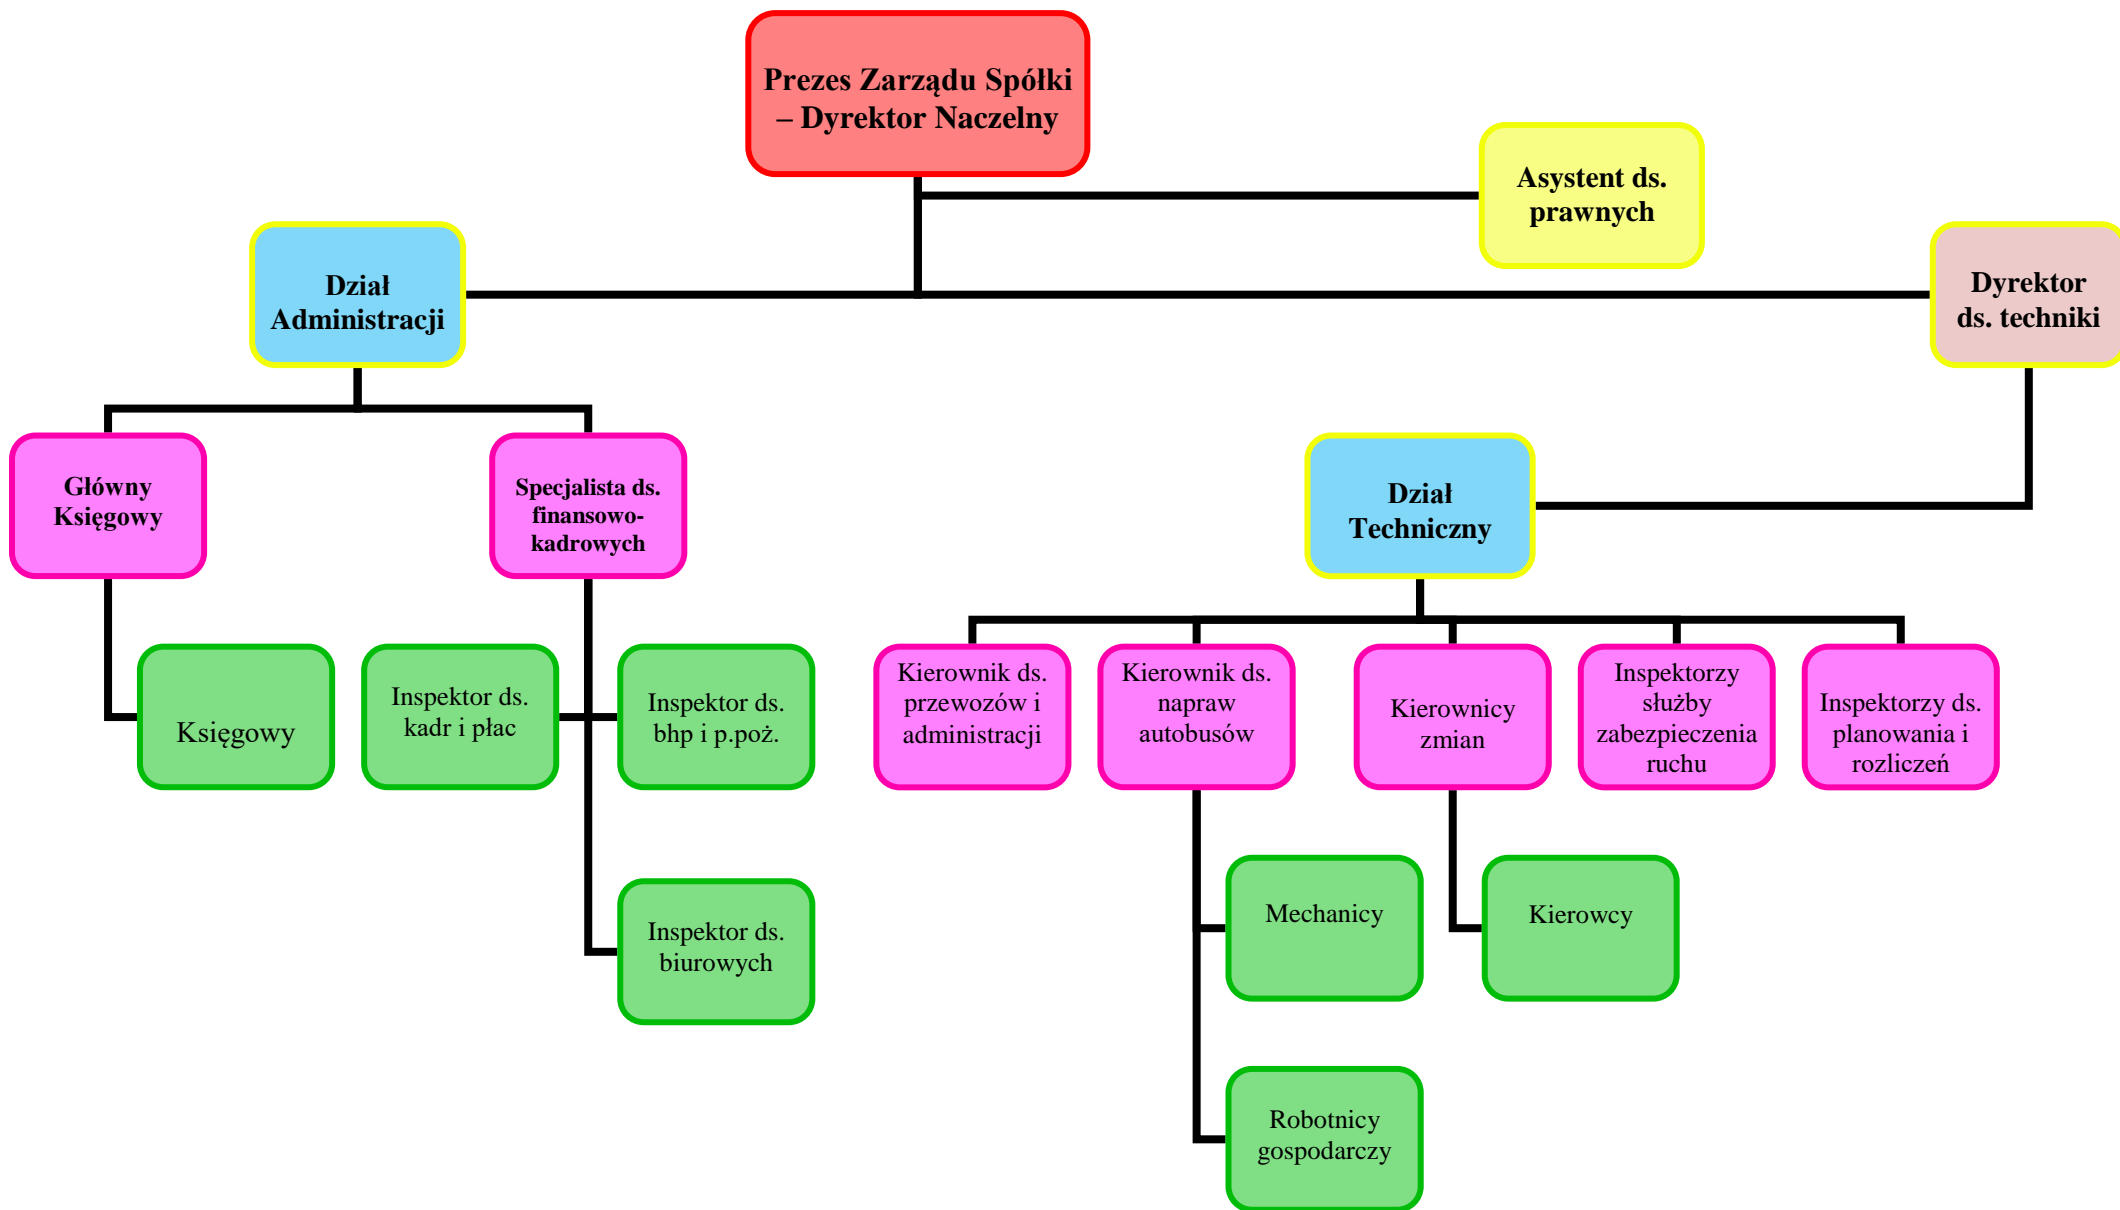 Prezes Zarządu Spółki
– Dyrektor Naczelny
Asystent ds.
prawnych
Dział
Administracji
Dyrektor
ds. techniki
Główny
Księgowy
Specjalista ds.
finansowo-
kadrowych
Dział
Techniczny
Księgowy
Inspektor ds.
kadr i płac
Inspektor ds.
bhp i p.poż.
Kierownik ds.
przewozów i
administracji
Kierownik ds.
napraw
autobusów
Kierownicy
zmian
Inspektorzy
służby
zabezpieczenia
ruchu
Inspektorzy ds.
planowania i
rozliczeń
Inspektor ds.
biurowych
Mechanicy
Kierowcy
Robotnicy
gospodarczy